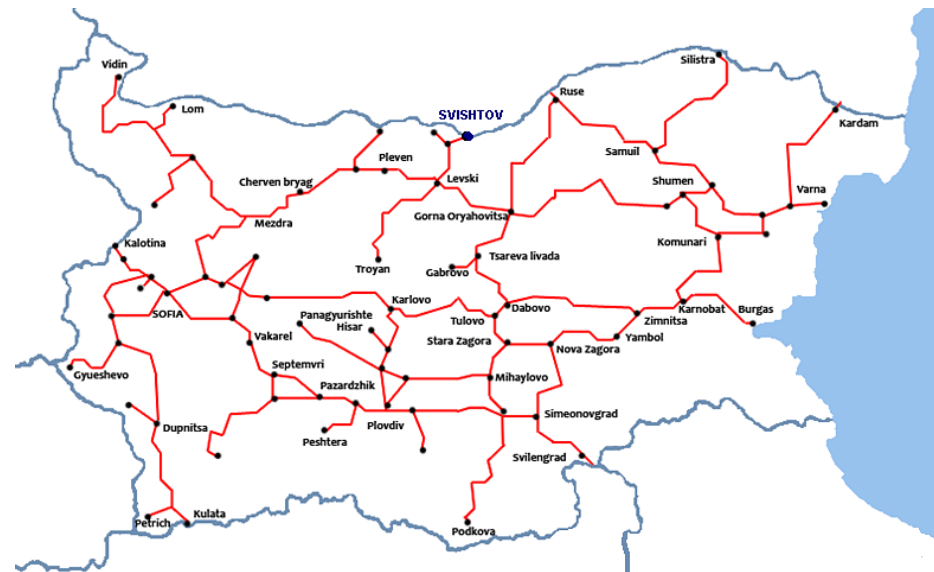 Vidin
Silistra
Lom
Ruse
SVISHTOV
Kardam
Samuil
Pleven
Cherven bryag
Levski
Shumen
Varna
Mezdra
Gorna Oryahovitsa
Kalotina
Komunari
Troyan
Gabrovo
Tsareva livada
SOFIA
Karlovo
Dabovo
Karnobat
Burgas
Panagyurishte
Hisar
Tulovo
Zimnitsa
Vakarel
Stara Zagora
Nova Zagora
Yambol
Gyueshevo
Septemvri
Mihaylovo
Pazardzhik
Dupnitsa
Plovdiv
Simeonovgrad
Peshtera
Svilengrad
Petrich
Kulata
Podkova